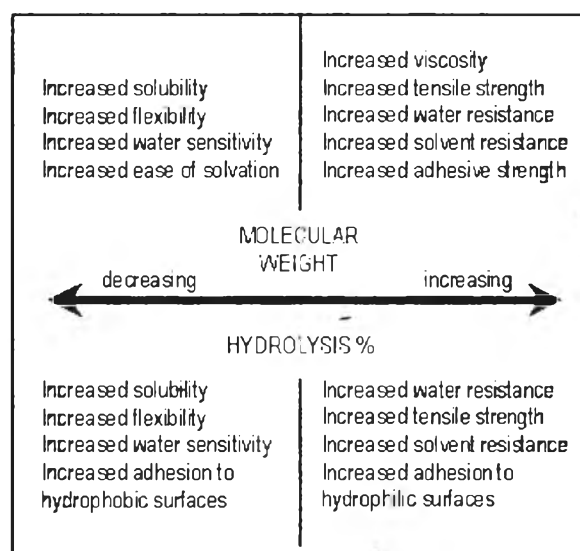 Increased solubility
Increased flexibility
Increased water sensitivity
Increased ease of solvation
Increased viscosity
Increased tensile strength
Increased water resistance
Increased solvent resistance
Increased adhesive strength
MOLECULAR
WEIGHT
decreasing
increasing
HYDROLYSIS %
Increased solubility
Increased flexibility
Increased water sensitivity
Increased adhesion to
hydrophobic surfaces
Increased water resistance
Increased tensile strength
Increased solvent resistance
Increased adhesion to
hydrophilic surfaces